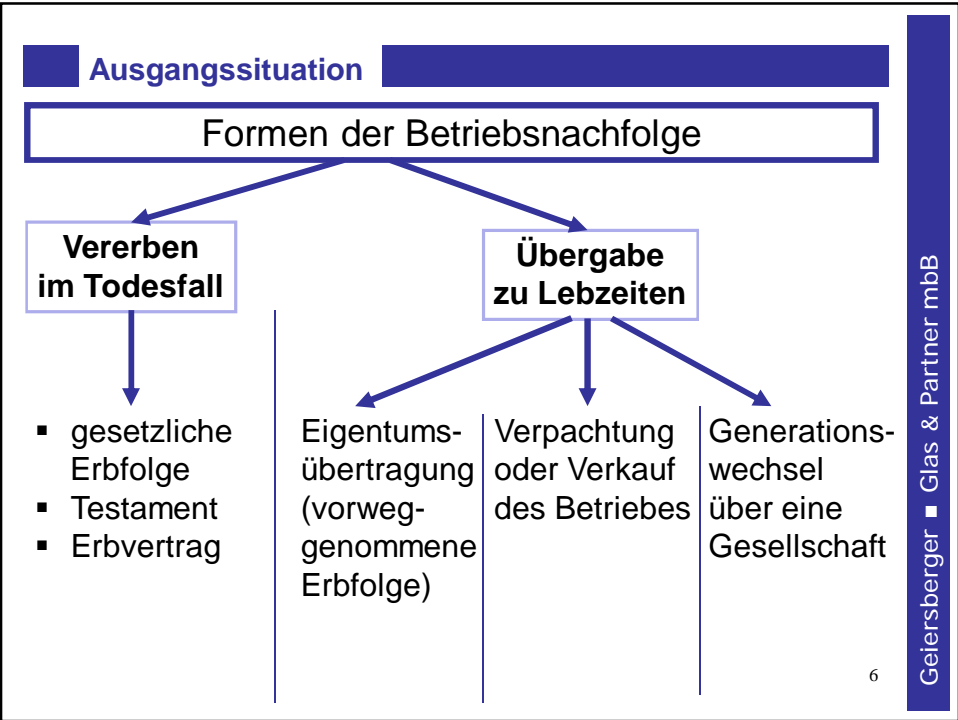 Ausgangssituation
Formen der Betriebsnachfolge
Vererben
im Todesfall
Übergabe
zu Lebzeiten
▪ gesetzliche
Erbfolge
▪ Testament
▪ Erbvertrag
Eigentums-
übertragung
(vorweg-
genommene
Erbfolge)
Verpachtung
oder Verkauf
des Betriebes
Generations-
wechsel
über eine
Gesellschaft
6
Geiersberger ■ Glas & Partner mbB